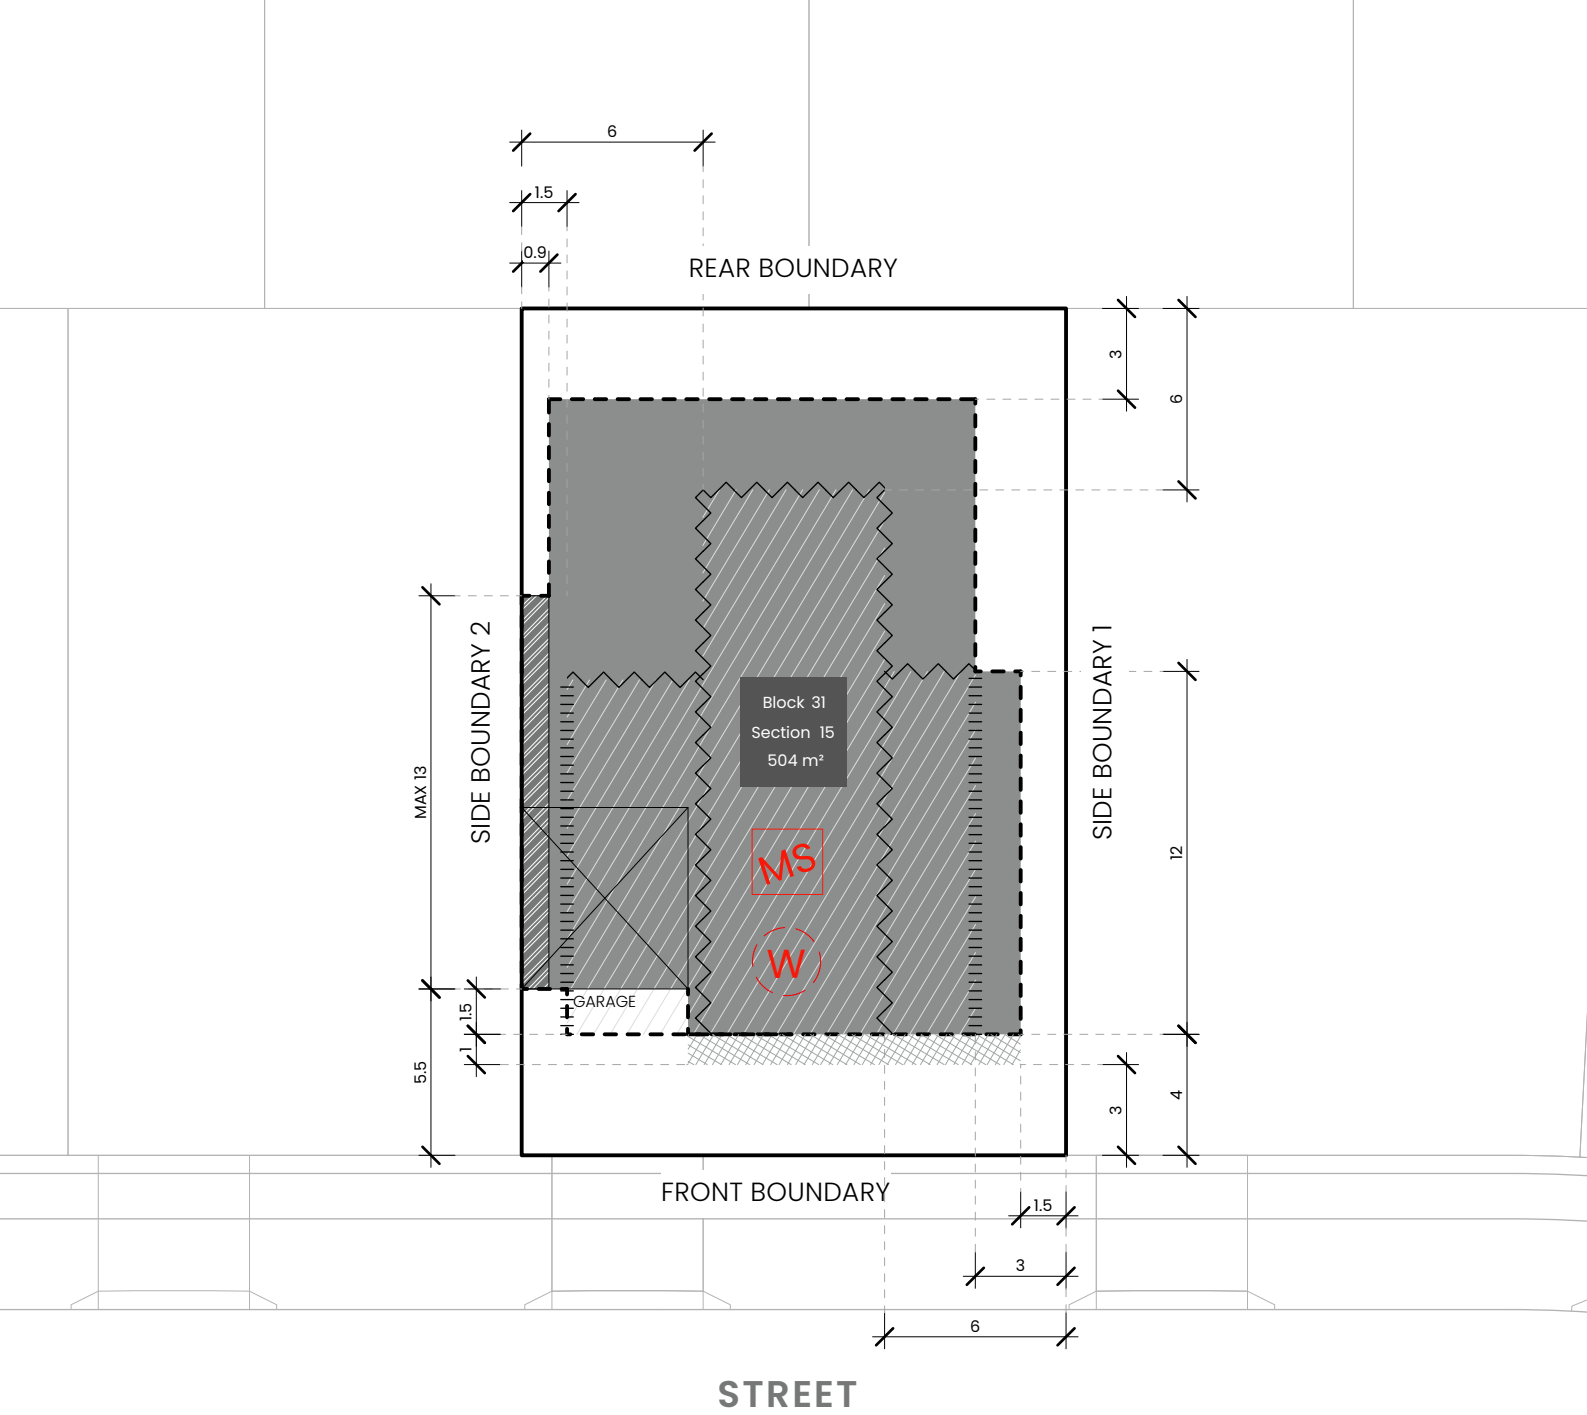 6
1.5
0.9
REAR BOUNDARY
3
6
SIDE BOUNDARY 2
SIDE BOUNDARY 1
MAX 13
Block 31
Section 15
504 m²
12
MS
W
GARAGE
1.5
1
5.5
3
4
FRONT BOUNDARY
1.5
3
6
STREET